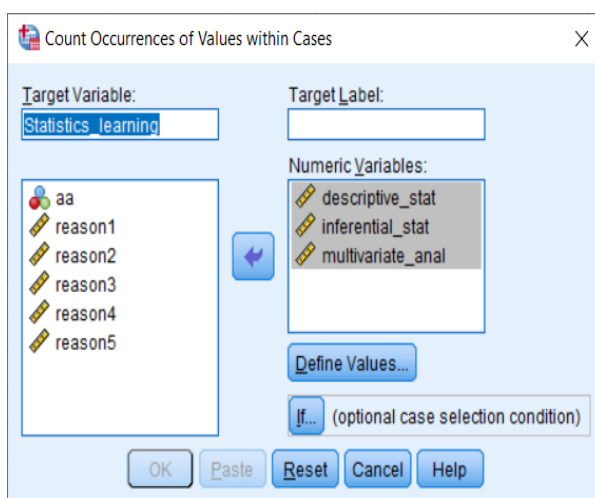 Count Occurrences of Values within Cases
Target Variable:
Statistics_learning
Target Label:
Numeric Variables:
aa
reason1
reason2
reason3
reason4
reason5
descriptive_stat
inferential_stat
multivariate_anal
Define Values...
If... (optional case selection condition)
OK Paste Reset Cancel Help